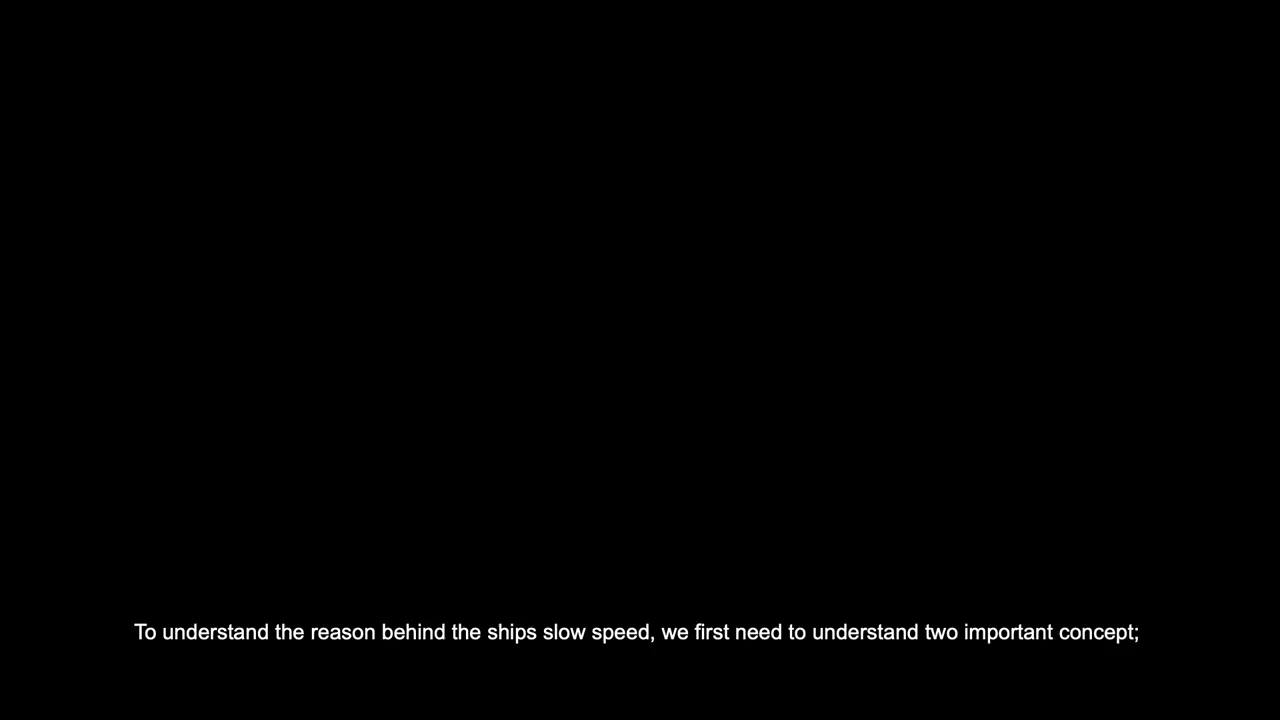 To understand the reason behind the ships slow speed, we first need to understand two important concept;